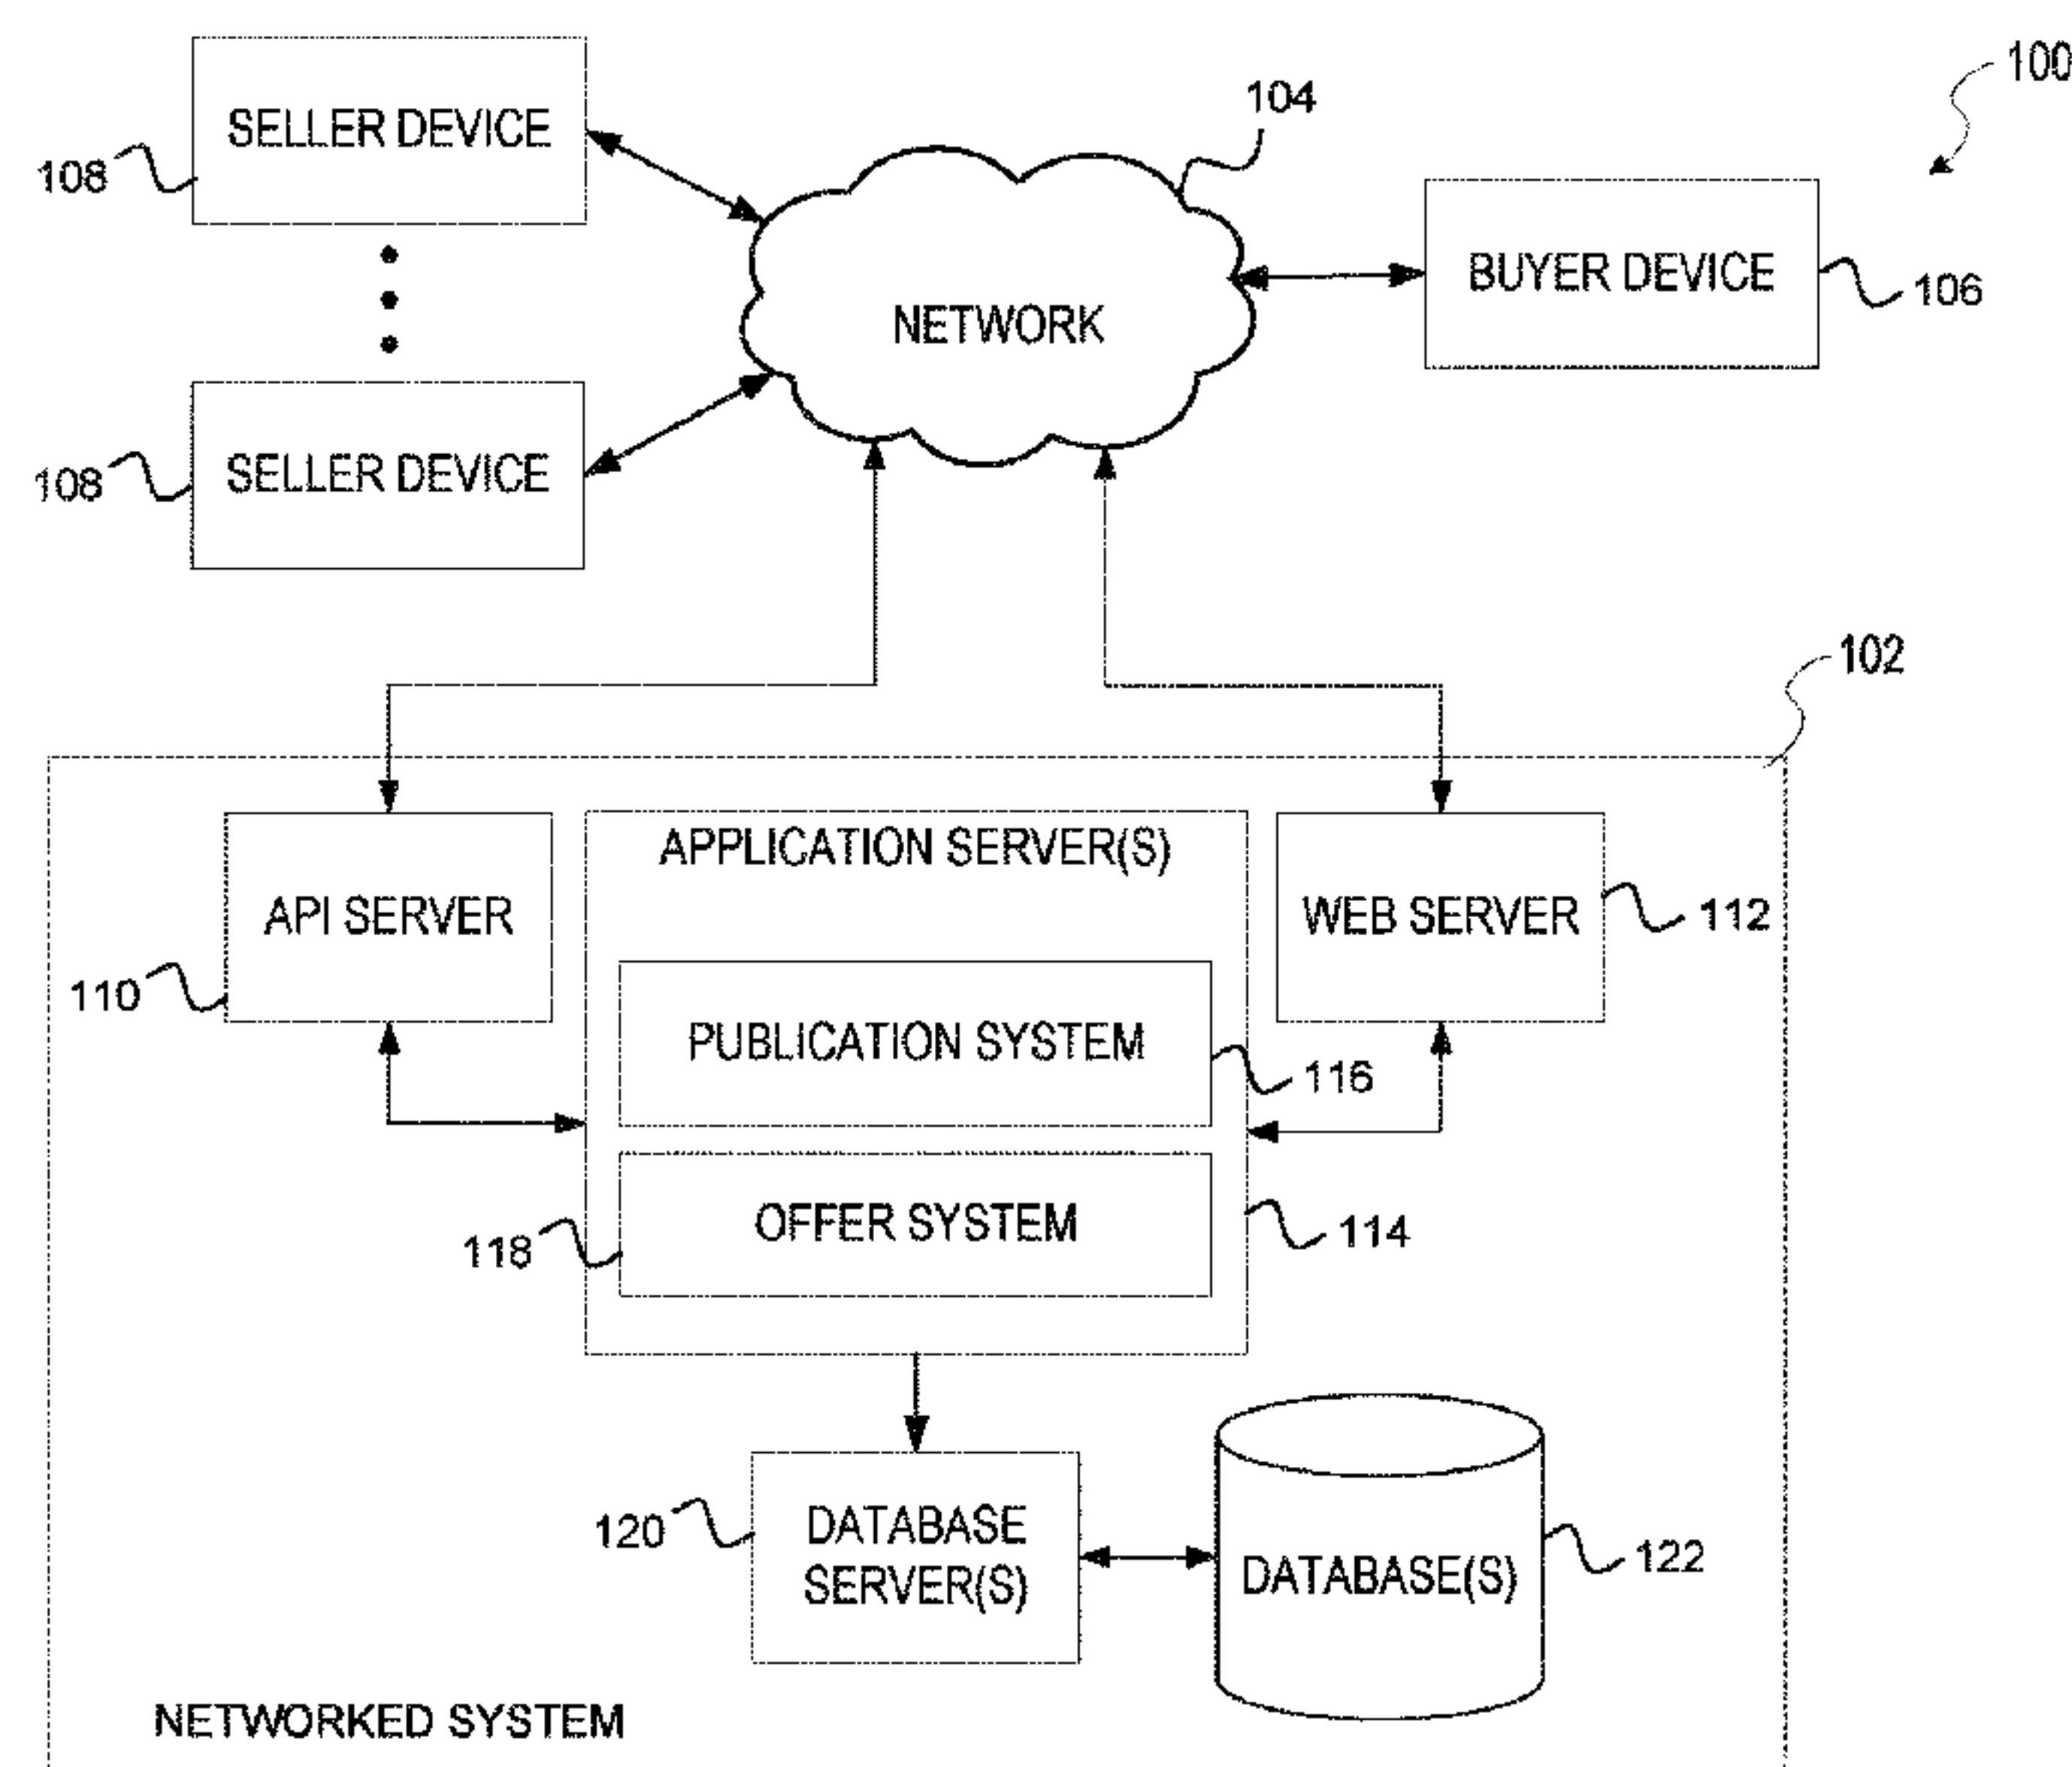 100
104
SELLER DEVICE
108
BUYER DEVICE
106
NETWORK
SELLER DEVICE
108
102
APPLICATION SERVER(S)
API SERVER
110
WEB SERVER
112
PUBLICATION SYSTEM
116
OFFER SYSTEM
118
114
DATABASE
SERVER(S)
120
DATABASE(S)
122
NETWORKED SYSTEM